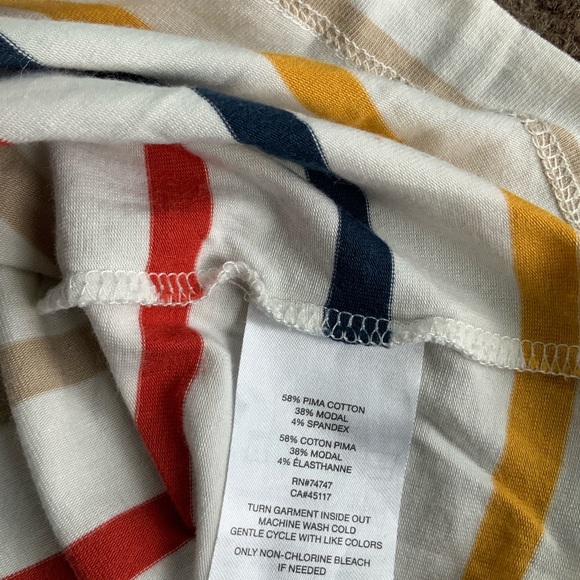 58% PIMA COTTON
38% MODAL
4% SPANDEX
58% COTON PIMA
38% MODAL
4% ÉLASTHANNE
RN#74747
CA#45117
TURN GARMENT INSIDE OUT
MACHINE WASH COLD
GENTLE CYCLE WITH LIKE COLORS
ONLY NON-CHLORINE BLEACH
IF NEEDED